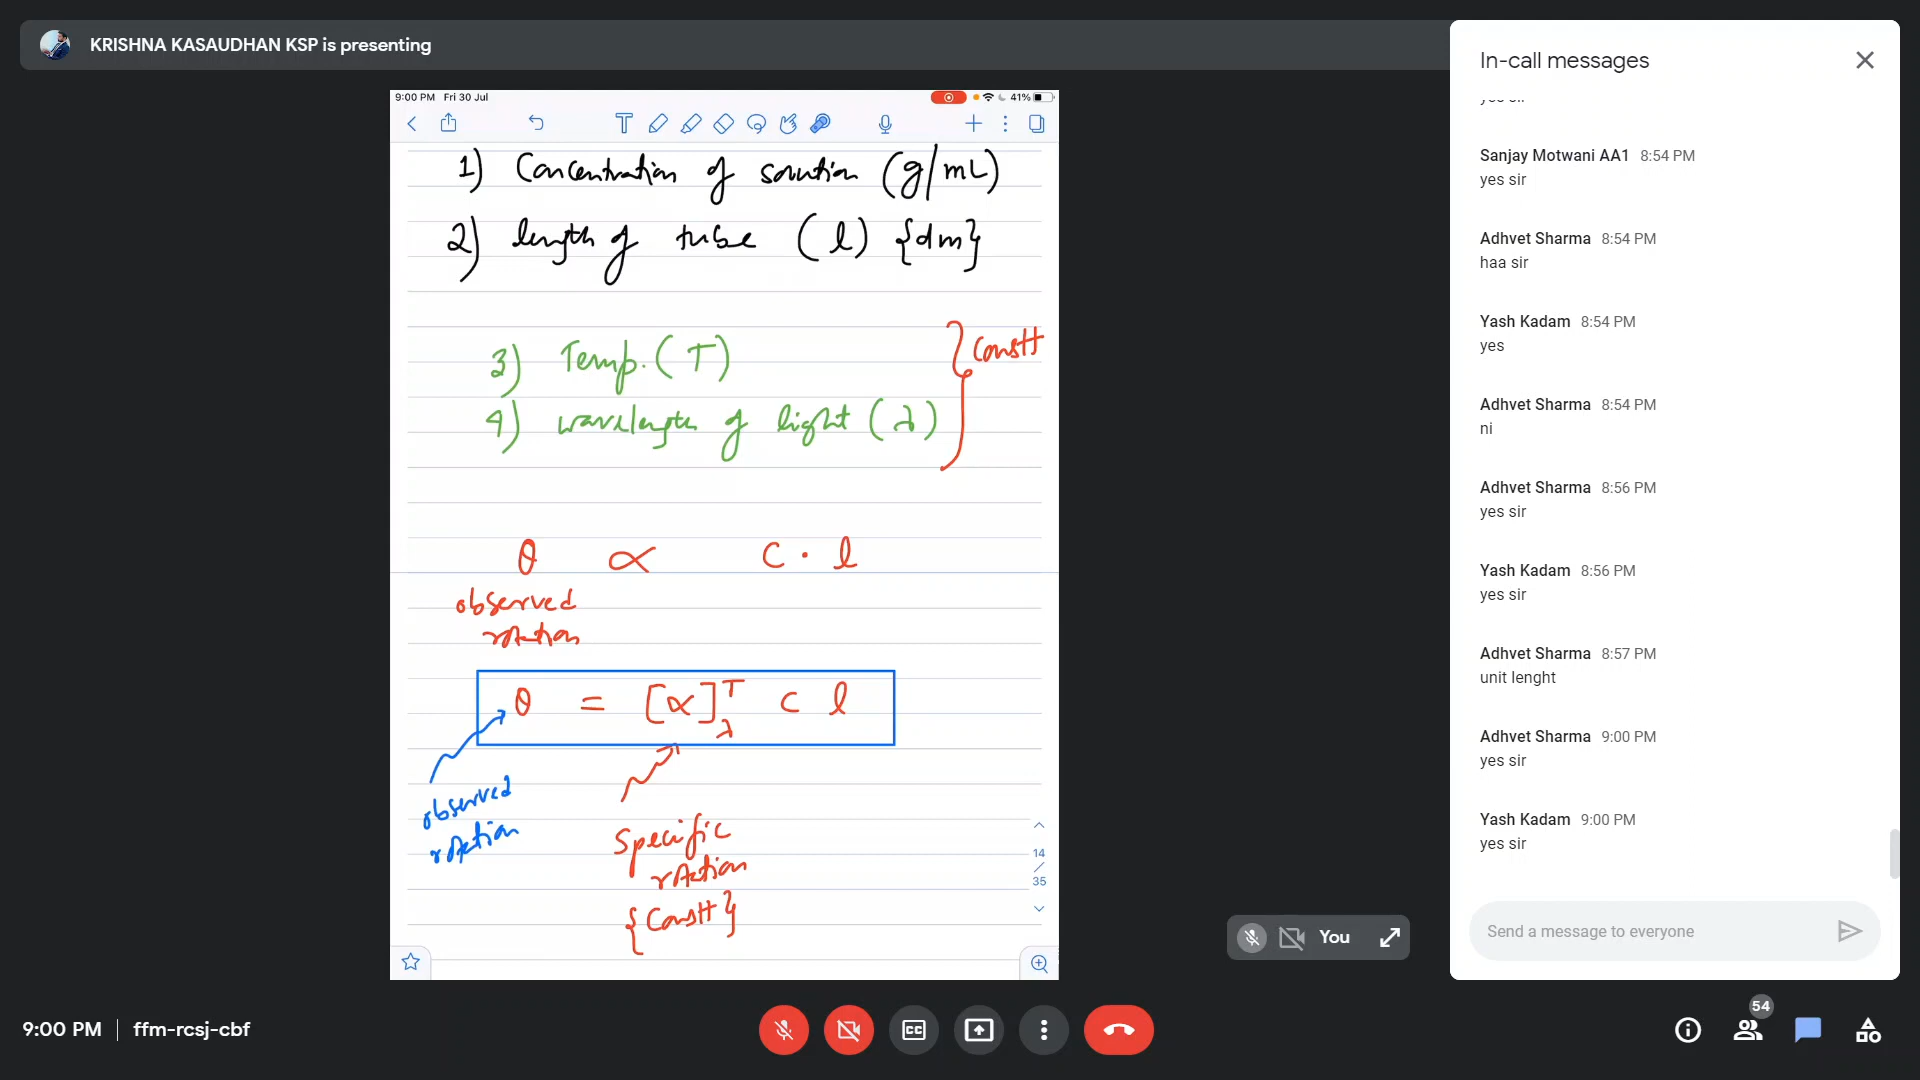 KRISHNA KASAUDHAN KSP is presenting
9:00 PM Fri 30 Jul
41%
1) Concentration of solution (g/mL)
2) length of tube (l) {dm}
3) Temp. (T)
4) wavelength of light (λ)
} Constt
θ ∝ c · l
observed
rotation
θ = [α]ᵀλ c l
observed
rotation
Specific
rotation
{Constt}
14
/
35
In-call messages
Sanjay Motwani AA1 8:54 PM
yes sir
Adhvet Sharma 8:54 PM
haa sir
Yash Kadam 8:54 PM
yes
Adhvet Sharma 8:54 PM
ni
Adhvet Sharma 8:56 PM
yes sir
Yash Kadam 8:56 PM
yes sir
Adhvet Sharma 8:57 PM
unit lenght
Adhvet Sharma 9:00 PM
yes sir
Yash Kadam 9:00 PM
yes sir
Send a message to everyone
You
9:00 PM | ffm-rcsj-cbf
CC
54